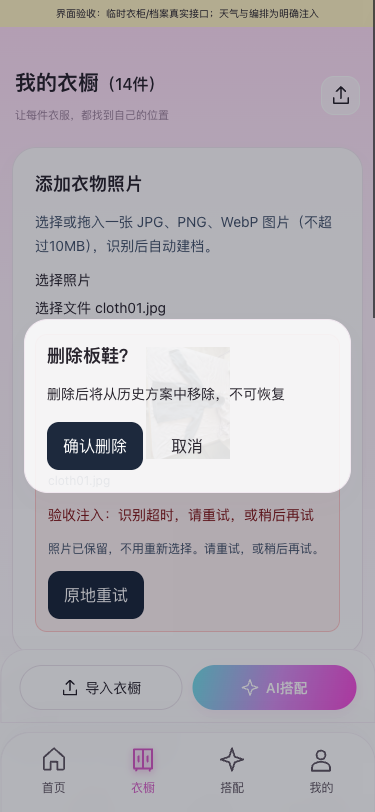 界面验收：临时衣柜/档案真实接口；天气与编排为明确注入
我的衣橱（14件）
让每件衣服，都找到自己的位置
添加衣物照片
选择或拖入一张 JPG、PNG、WebP 图片（不超
过10MB），识别后自动建档。
选择照片
选择文件 cloth01.jpg
删除板鞋？
删除后将从历史方案中移除，不可恢复
确认删除
取消
cloth01.jpg
验收注入：识别超时，请重试，或稍后再试
照片已保留，不用重新选择。请重试，或稍后再试。
原地重试
导入衣橱
AI搭配
首页
衣橱
搭配
我的